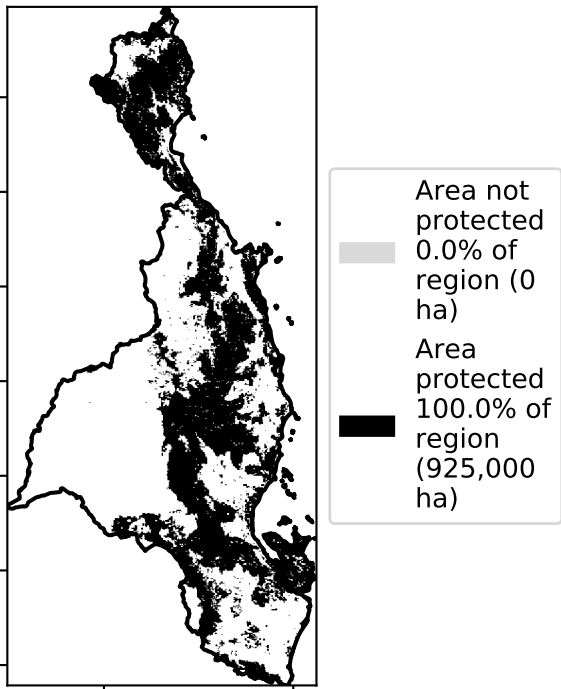 Area not
protected
0.0% of
region (0
ha)
Area
protected
100.0% of
region
(925,000
ha)